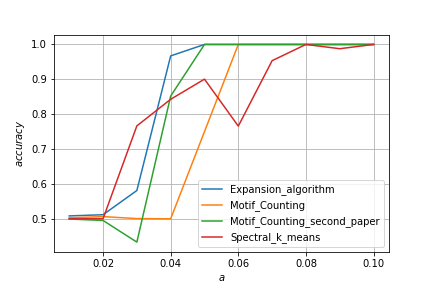 1.0
0.9
0.8
0.7
0.6
0.5
accuracy
0.02 0.04 0.06 0.08 0.10
a
Expansion_algorithm
Motif_Counting
Motif_Counting_second_paper
Spectral_k_means